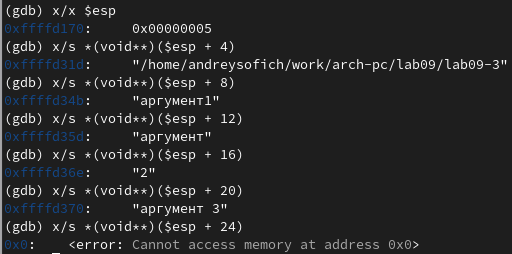 (gdb) x/x $esp
0xffffd170:     0x00000005
(gdb) x/s *(void**)($esp + 4)
0xffffd31d:     "/home/andreysofich/work/arch-pc/lab09/lab09-3"
(gdb) x/s *(void**)($esp + 8)
0xffffd34b:     "аргумент1"
(gdb) x/s *(void**)($esp + 12)
0xffffd35d:     "аргумент"
(gdb) x/s *(void**)($esp + 16)
0xffffd36e:     "2"
(gdb) x/s *(void**)($esp + 20)
0xffffd370:     "аргумент 3"
(gdb) x/s *(void**)($esp + 24)
0x0:    <error: Cannot access memory at address 0x0>